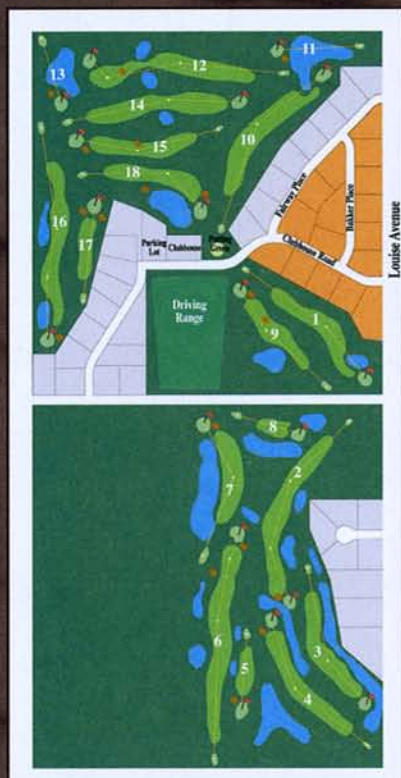 11
12
13
14
10
15
18
16
17
Fairway Place
Bakker Place
Louise Avenue
Parking
Lot
Clubhouse
Putting
Green
Clubhouse Road
Driving
Range
1
9
8
2
7
3
6
5
4